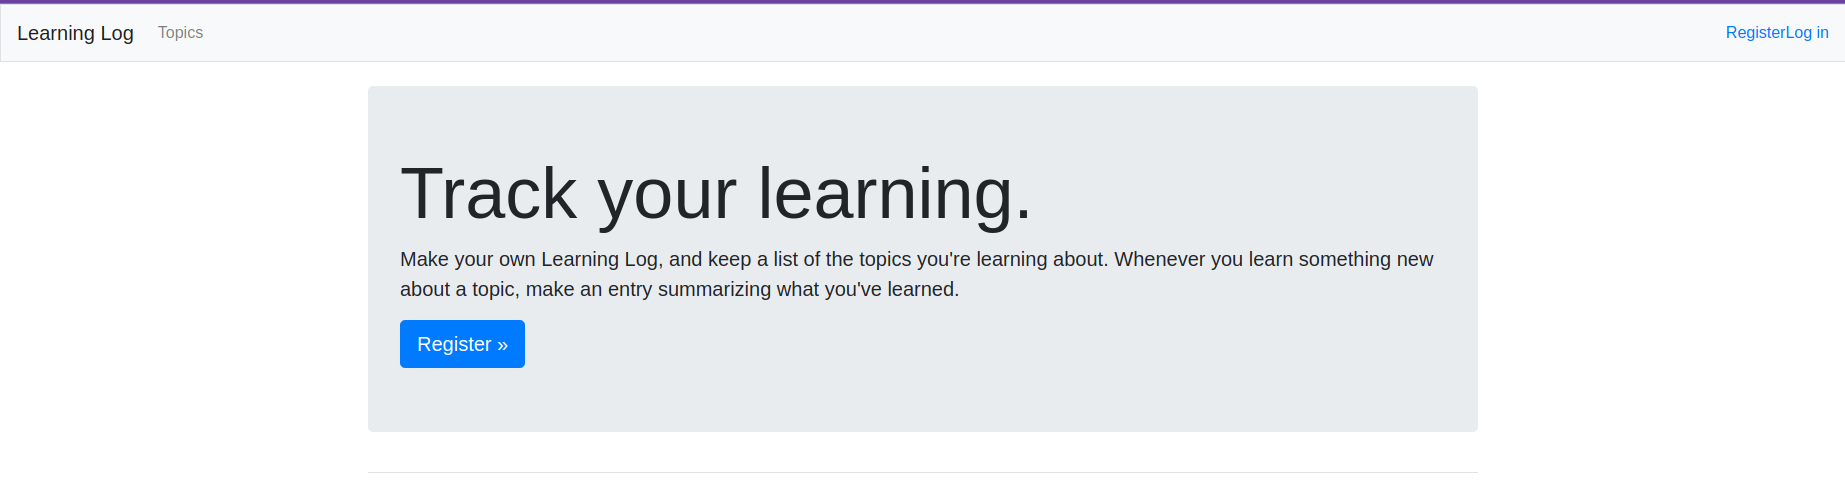 Learning Log Topics RegisterLog in
Track your learning.
Make your own Learning Log, and keep a list of the topics you're learning about. Whenever you learn something new
about a topic, make an entry summarizing what you've learned.
Register »